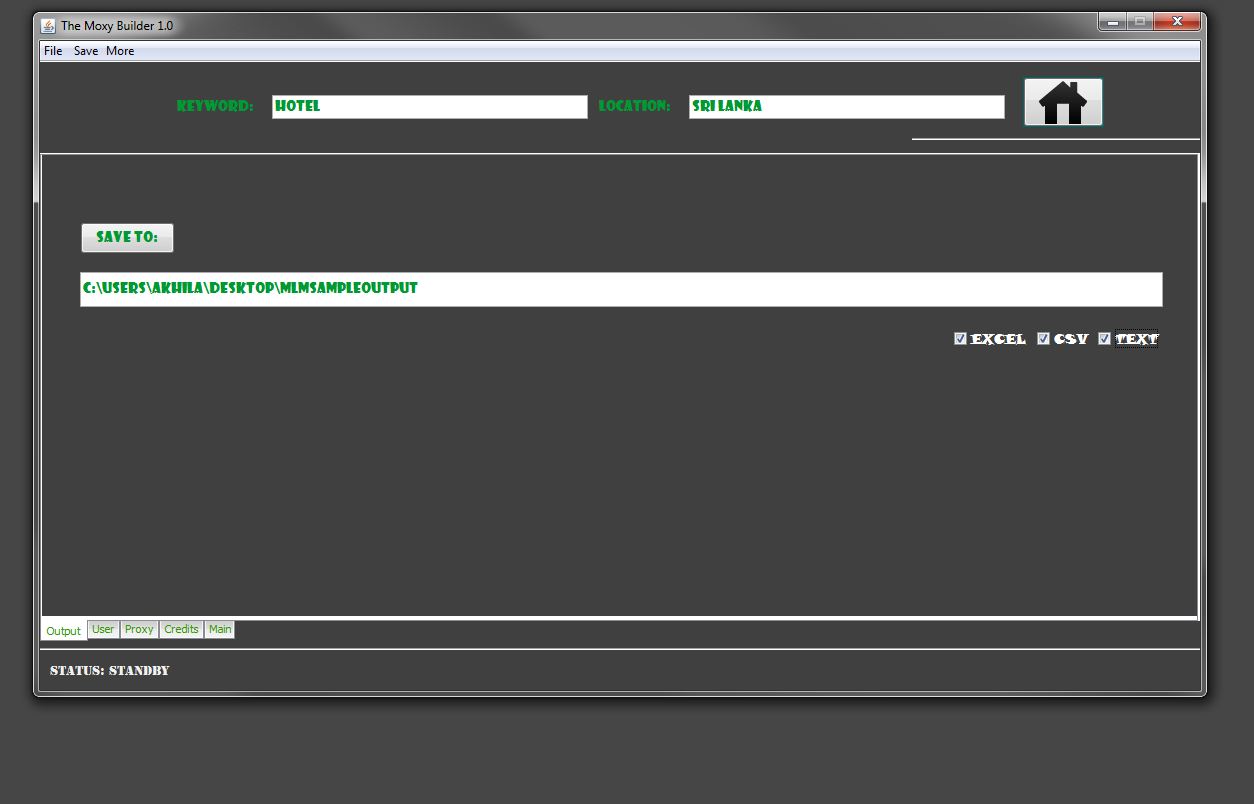 The Moxy Builder 1.0
File Save More
KEYWORD: HOTEL LOCATION: SRI LANKA
SAVE TO:
C:\USERS\AKHILA\DESKTOP\MLMSAMPLEOUTPUT
EXCEL CSV TEXT
Output User Proxy Credits Main
STATUS: STANDBY